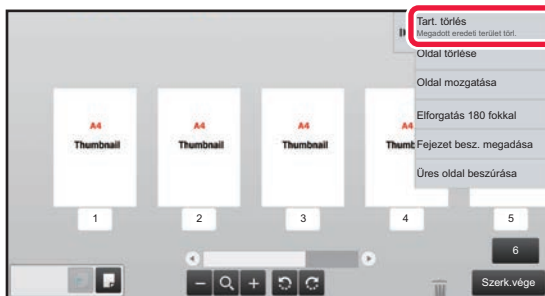 Tart. törlés
Megadott eredeti terület törl.
Oldal törlése
Oldal mozgatása
Elforgatás 180 fokkal
Fejezet besz. megadása
Üres oldal beszúrása
A4
Thumbnail
A4
Thumbnail
A4
Thumbnail
A4
Thumb
1
2
3
4
5
6
Szerk.vége